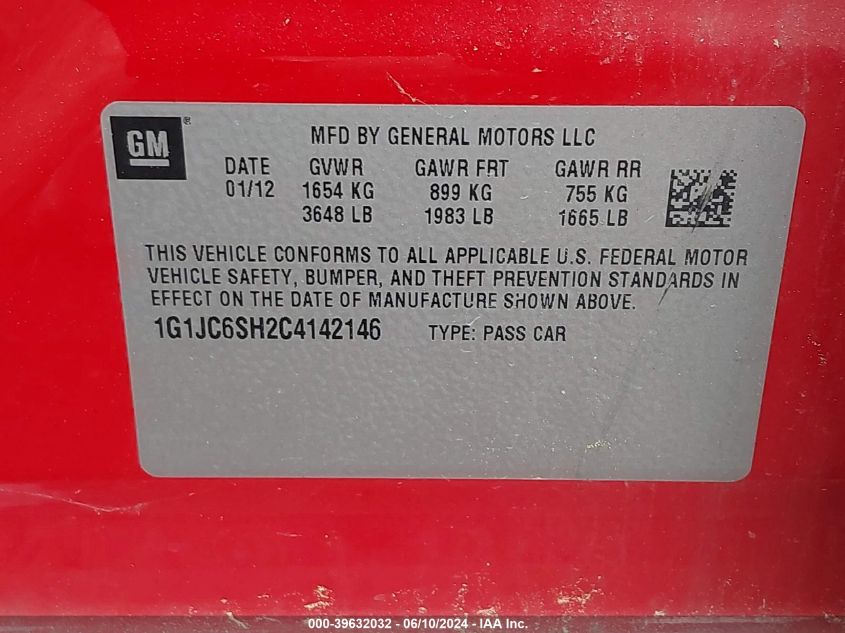 GM ®
MFD BY GENERAL MOTORS LLC
DATE GVWR GAWR FRT GAWR RR
01/12 1654 KG 899 KG 755 KG
3648 LB 1983 LB 1665 LB
THIS VEHICLE CONFORMS TO ALL APPLICABLE U.S. FEDERAL MOTOR
VEHICLE SAFETY, BUMPER, AND THEFT PREVENTION STANDARDS IN
EFFECT ON THE DATE OF MANUFACTURE SHOWN ABOVE.
1G1JC6SH2C4142146 TYPE: PASS CAR
000-39632032 - 06/10/2024 - © IAA Inc.